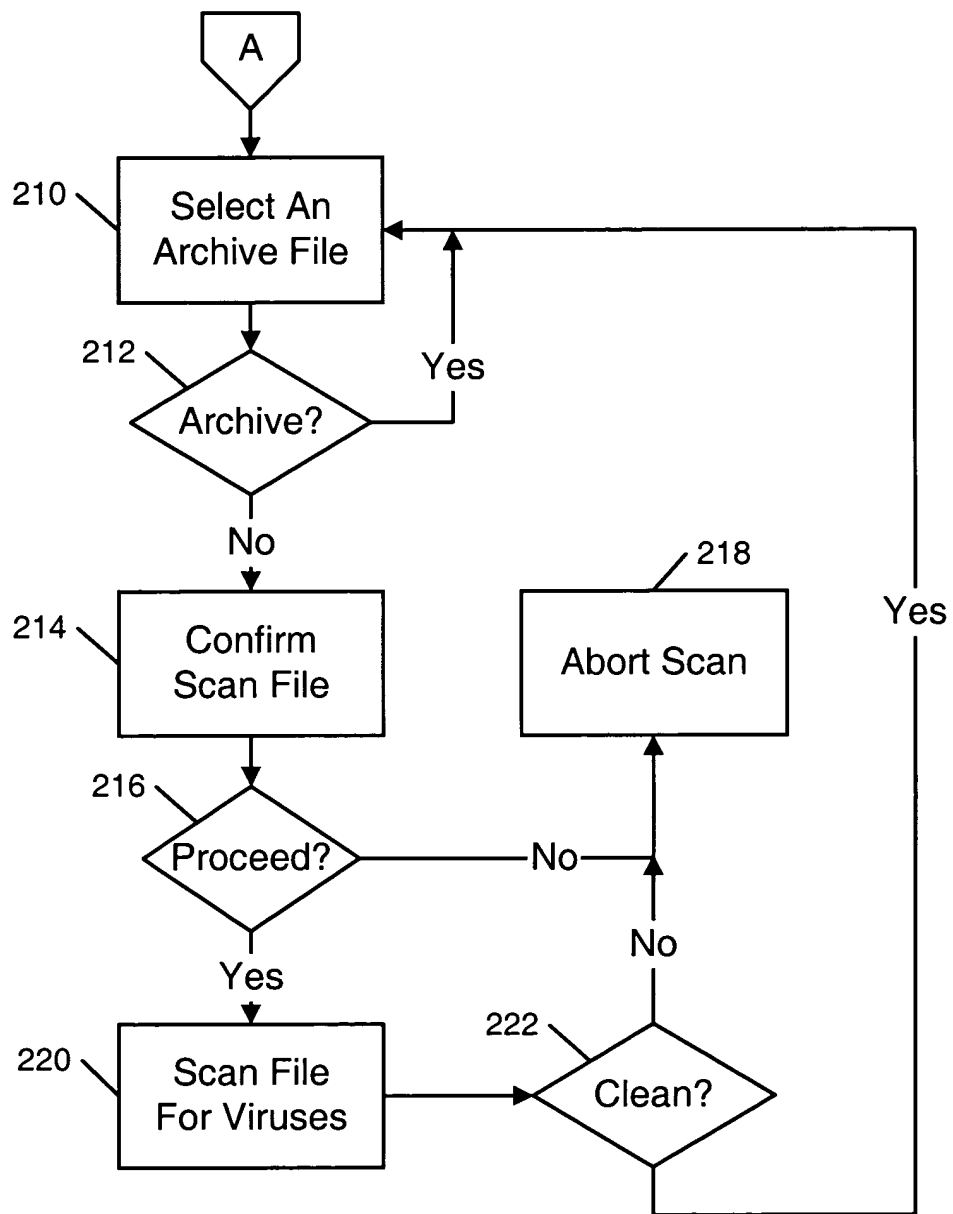 A
210
Select An
Archive File
212
Archive?
Yes
No
214
Confirm
Scan File
218
Abort Scan
Yes
216
Proceed?
No
Yes
No
220
Scan File
For Viruses
222
Clean?